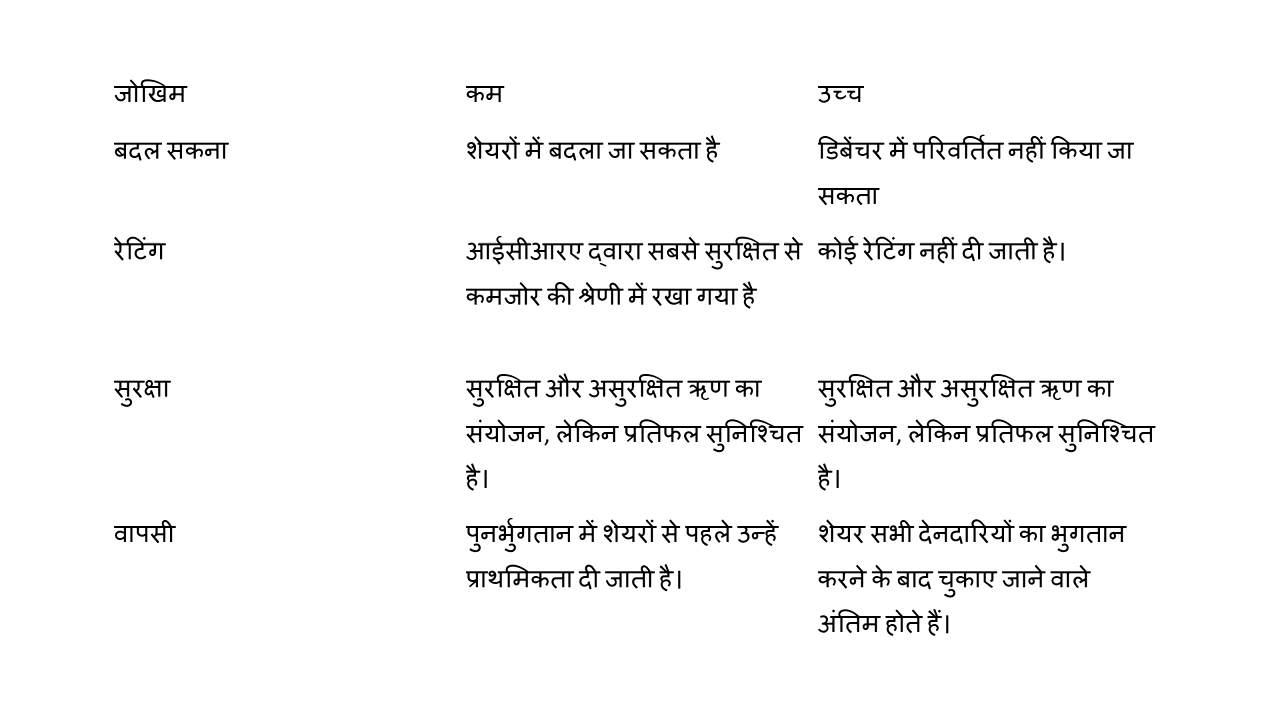 जोखिम कम उच्च
बदल सकना शेयरों में बदला जा सकता है डिबेंचर में परिवर्तित नहीं किया जा
सकता
रेटिंग आईसीआरए द्वारा सबसे सुरक्षित से कोई रेटिंग नहीं दी जाती है।
कमजोर की श्रेणी में रखा गया है
सुरक्षा सुरक्षित और असुरक्षित ऋण का सुरक्षित और असुरक्षित ऋण का
संयोजन, लेकिन प्रतिफल सुनिश्चित संयोजन, लेकिन प्रतिफल सुनिश्चित
है। है।
वापसी पुनर्भुगतान में शेयरों से पहले उन्हें शेयर सभी देनदारियों का भुगतान
प्राथमिकता दी जाती है। करने के बाद चुकाए जाने वाले
अंतिम होते हैं।